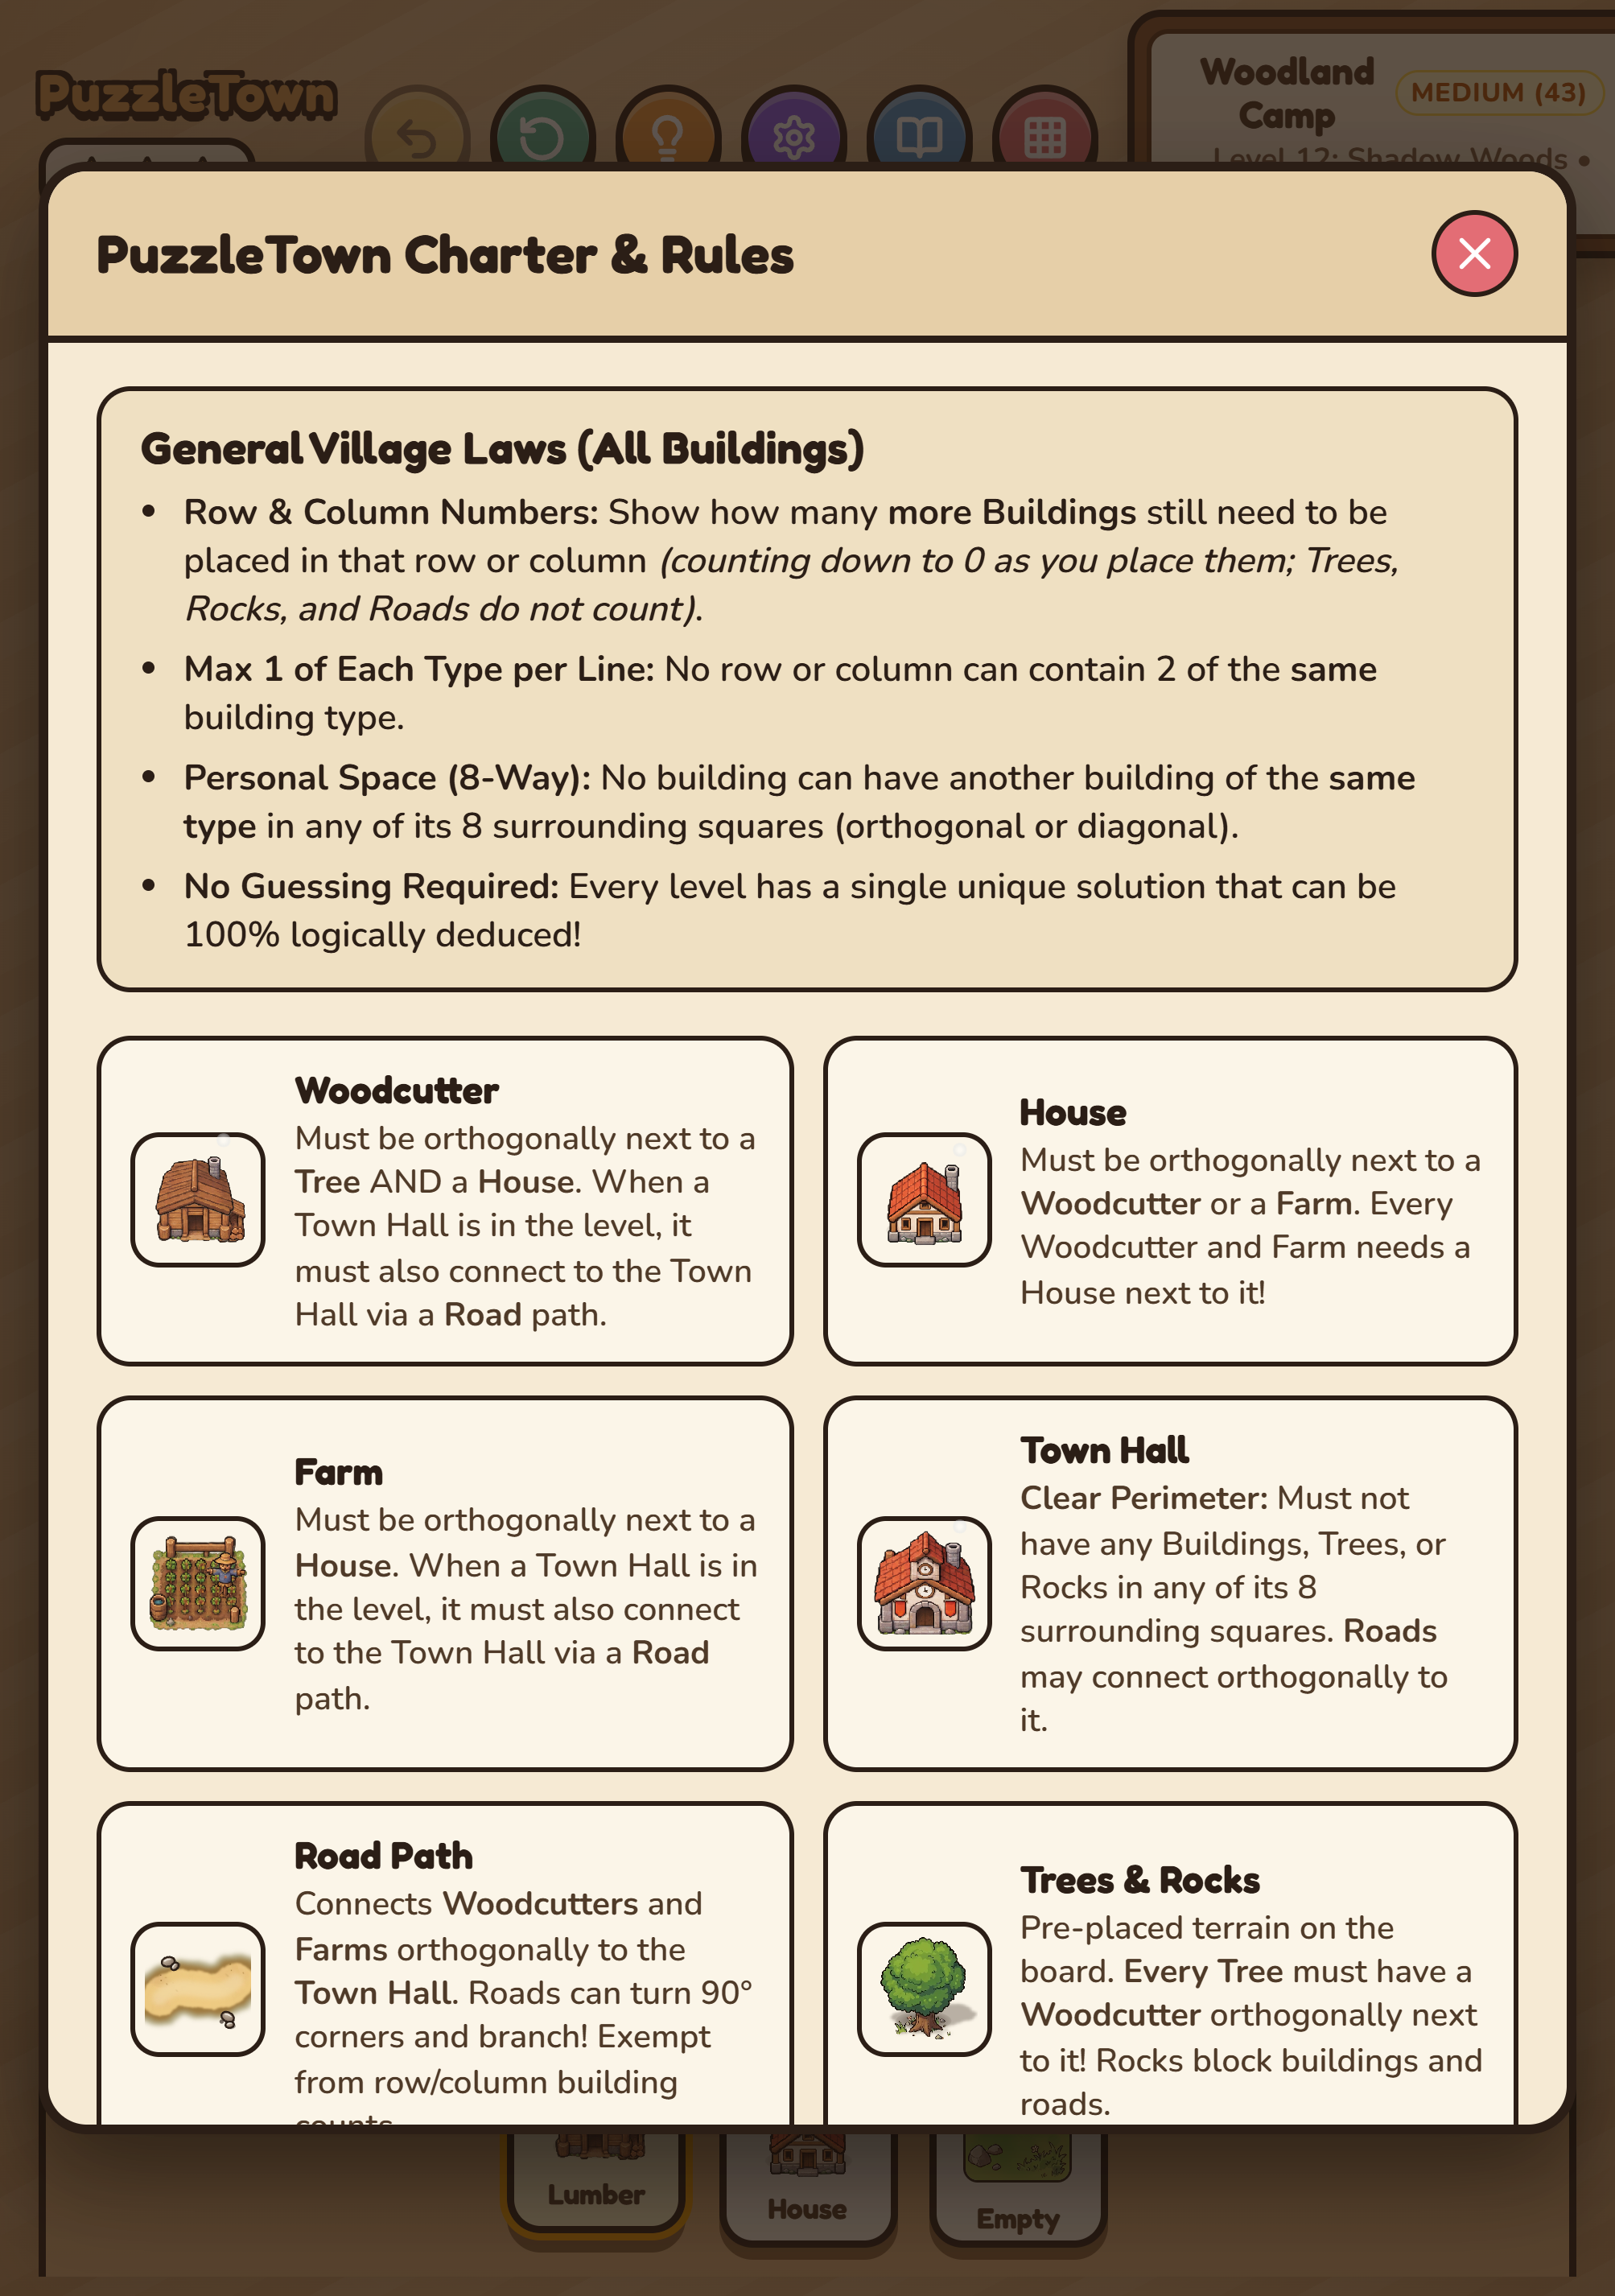 PuzzleTown
Woodland
Camp
MEDIUM (43)
Level 12: Shadow Woods •
PuzzleTown Charter & Rules
General Village Laws (All Buildings)
• Row & Column Numbers: Show how many more Buildings still need to be
placed in that row or column (counting down to 0 as you place them; Trees,
Rocks, and Roads do not count).
• Max 1 of Each Type per Line: No row or column can contain 2 of the same
building type.
• Personal Space (8-Way): No building can have another building of the same
type in any of its 8 surrounding squares (orthogonal or diagonal).
• No Guessing Required: Every level has a single unique solution that can be
100% logically deduced!
Woodcutter
Must be orthogonally next to a
Tree AND a House. When a
Town Hall is in the level, it
must also connect to the Town
Hall via a Road path.
House
Must be orthogonally next to a
Woodcutter or a Farm. Every
Woodcutter and Farm needs a
House next to it!
Farm
Must be orthogonally next to a
House. When a Town Hall is in
the level, it must also connect
to the Town Hall via a Road
path.
Town Hall
Clear Perimeter: Must not
have any Buildings, Trees, or
Rocks in any of its 8
surrounding squares. Roads
may connect orthogonally to
it.
Road Path
Connects Woodcutters and
Farms orthogonally to the
Town Hall. Roads can turn 90°
corners and branch! Exempt
from row/column building
counts.
Trees & Rocks
Pre-placed terrain on the
board. Every Tree must have a
Woodcutter orthogonally next
to it! Rocks block buildings and
roads.
Lumber
House
Empty